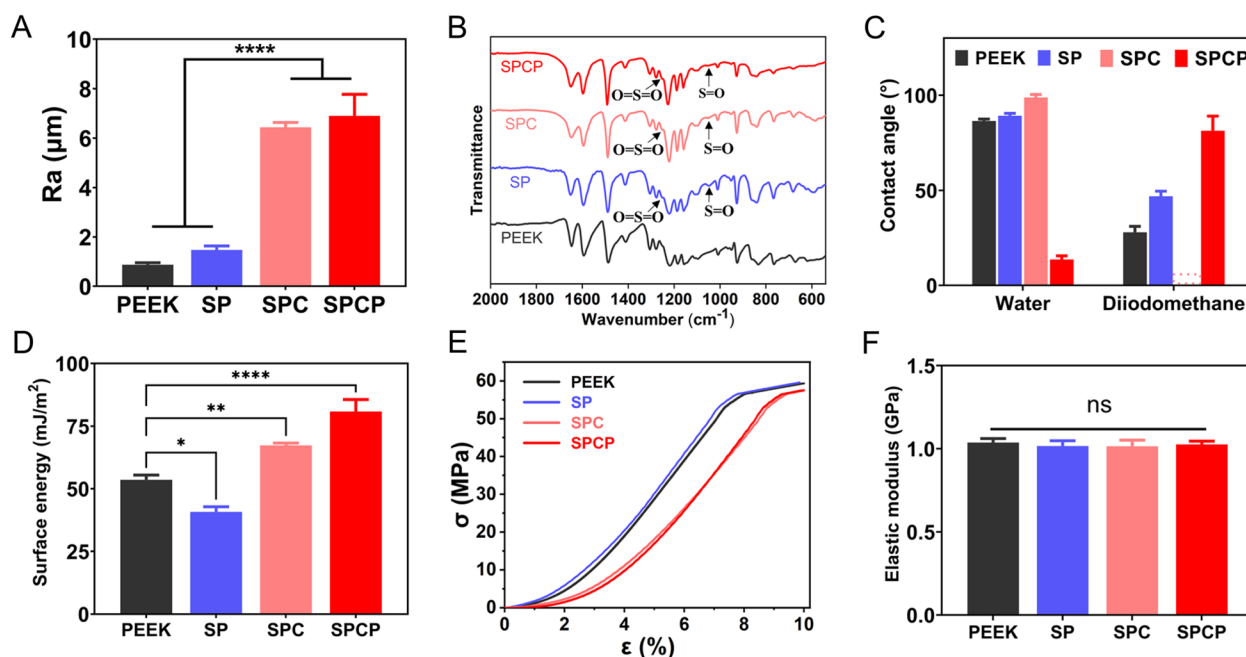 A
Ra (μm)
10
8
6
4
2
0
****
PEEK SP SPC SPCP
B
Transmittance
SPCP
O=S=O
S=O
SPC
O=S=O
S=O
SP
O=S=O
S=O
PEEK
2000 1800 1600 1400 1200 1000 800 600
Wavenumber (cm⁻¹)
C
PEEK SP SPC SPCP
Contact angle (°)
100
50
0
Water Diiodomethane
D
Surface energy (mJ/m²)
100
75
50
25
0
****
**
*
PEEK SP SPC SPCP
E
σ (MPa)
60
50
40
30
20
10
0
PEEK
SP
SPC
SPCP
0 2 4 6 8 10
ε (%)
F
Elastic modulus (GPa)
1.5
1.0
0.5
0.0
ns
PEEK SP SPC SPCP